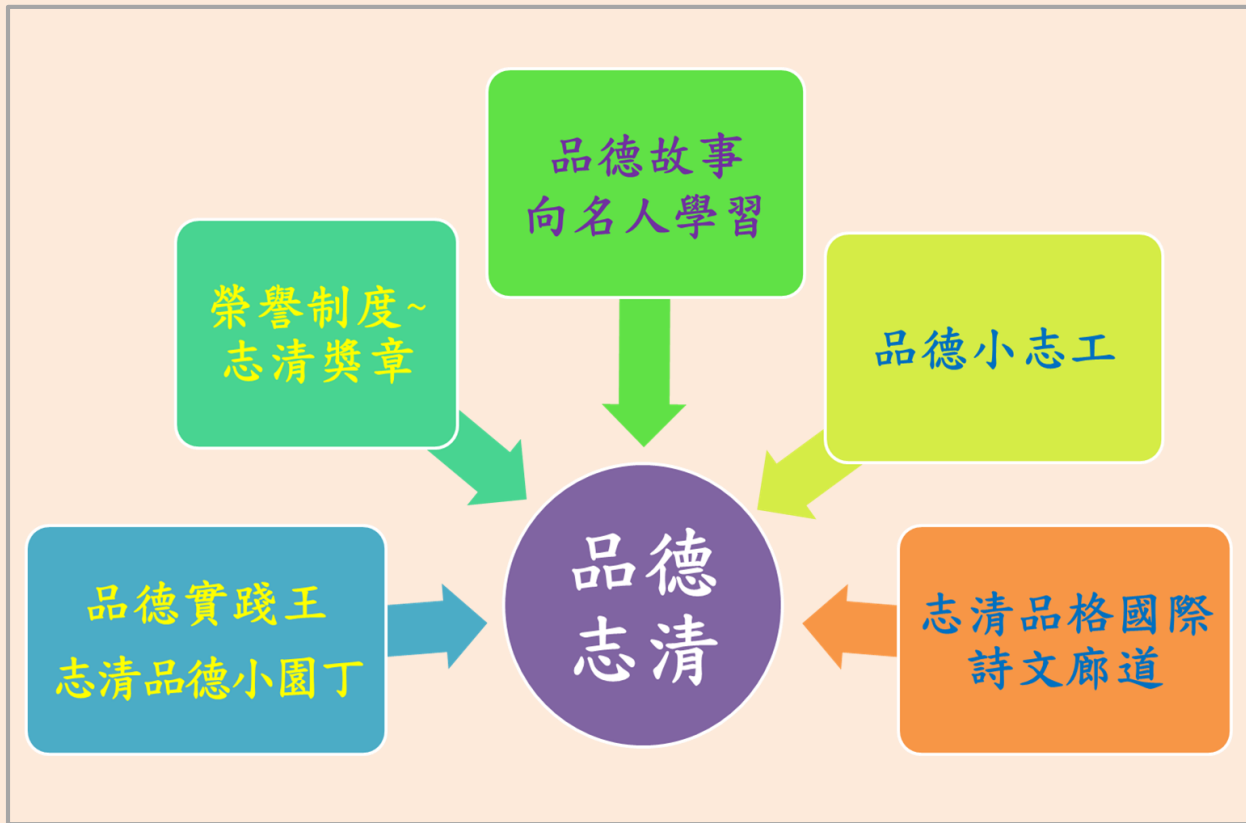 品德故事
向名人學習
榮譽制度~
志清獎章
品德小志工
品德實踐王
志清品德小園丁
品德
志清
志清品格國際
詩文廊道